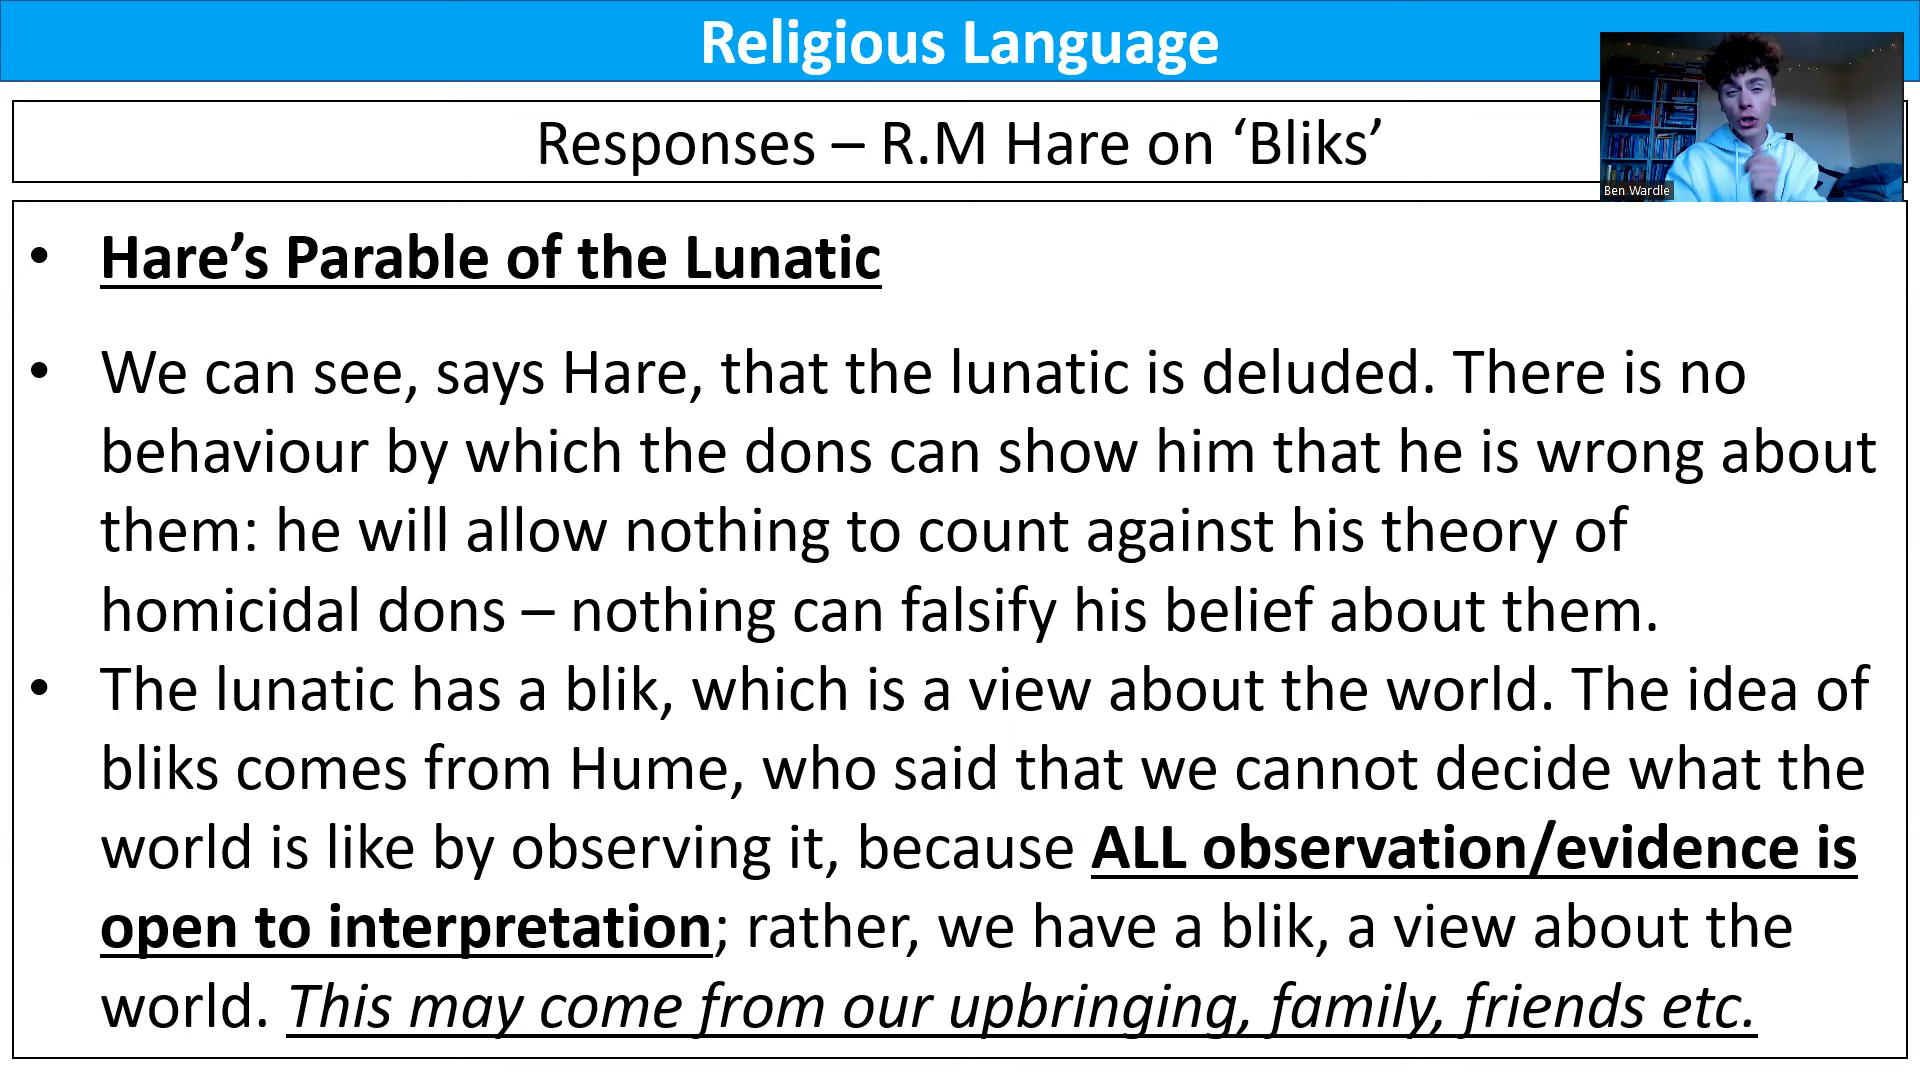 Religious Language
Responses – R.M Hare on ‘Bliks’
Ben Wardle
• Hare’s Parable of the Lunatic
• We can see, says Hare, that the lunatic is deluded. There is no
behaviour by which the dons can show him that he is wrong about
them: he will allow nothing to count against his theory of
homicidal dons – nothing can falsify his belief about them.
• The lunatic has a blik, which is a view about the world. The idea of
bliks comes from Hume, who said that we cannot decide what the
world is like by observing it, because ALL observation/evidence is
open to interpretation; rather, we have a blik, a view about the
world. This may come from our upbringing, family, friends etc.